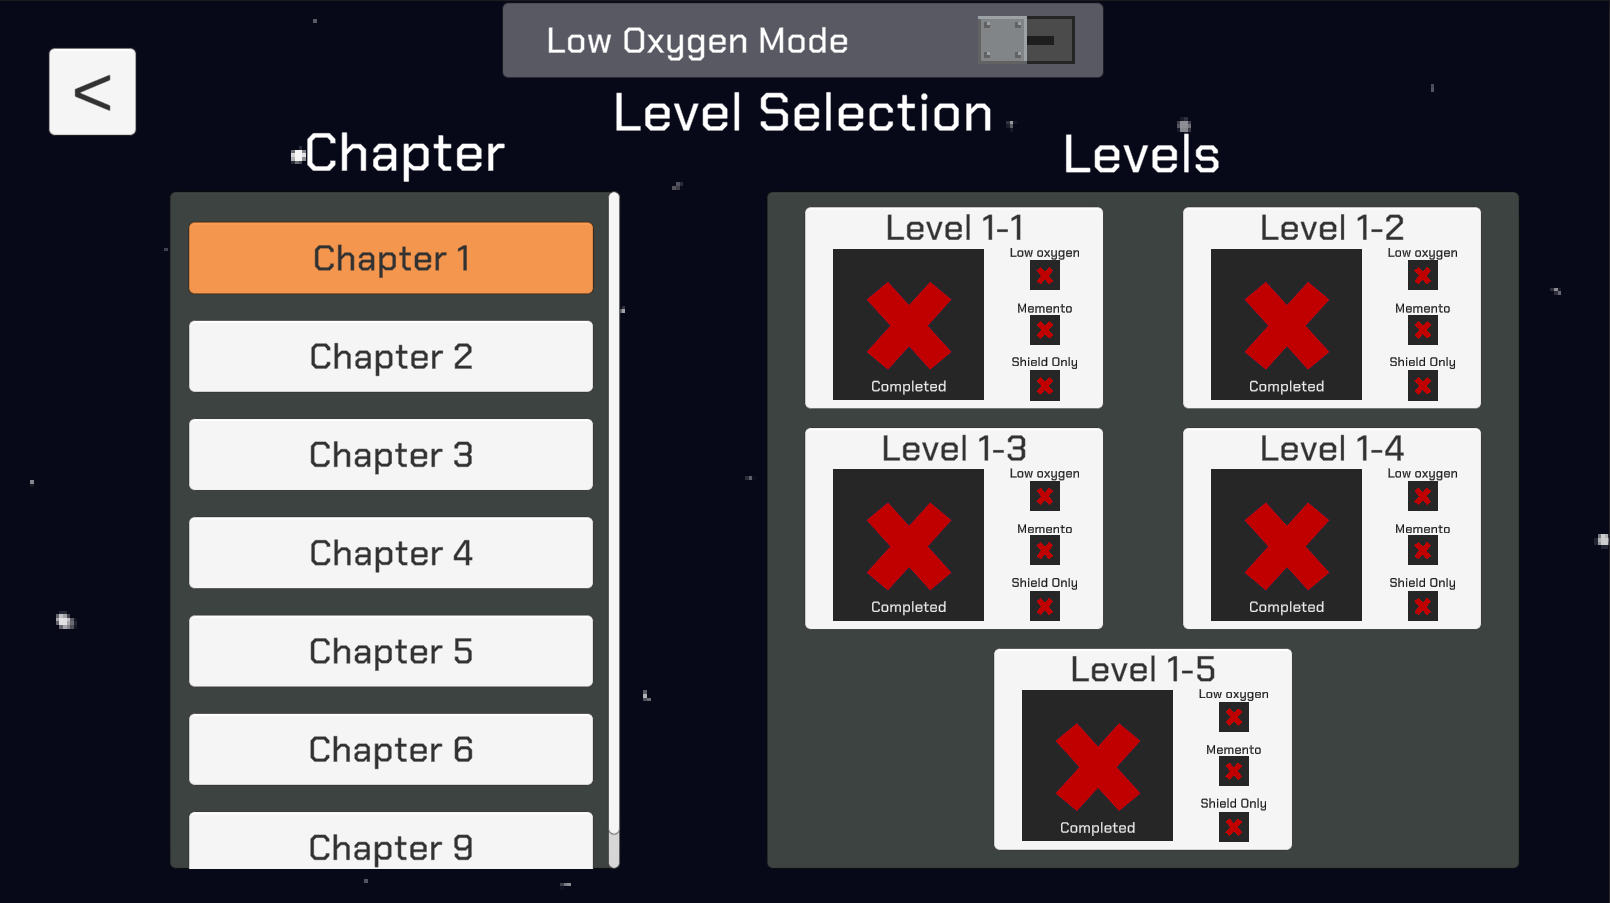 Low Oxygen Mode
<
Level Selection
Chapter
Chapter 1
Chapter 2
Chapter 3
Chapter 4
Chapter 5
Chapter 6
Chapter 9
Levels
Level 1-1
Low oxygen
Memento
Shield Only
Completed
Level 1-2
Low oxygen
Memento
Shield Only
Completed
Level 1-3
Low oxygen
Memento
Shield Only
Completed
Level 1-4
Low oxygen
Memento
Shield Only
Completed
Level 1-5
Low oxygen
Memento
Shield Only
Completed